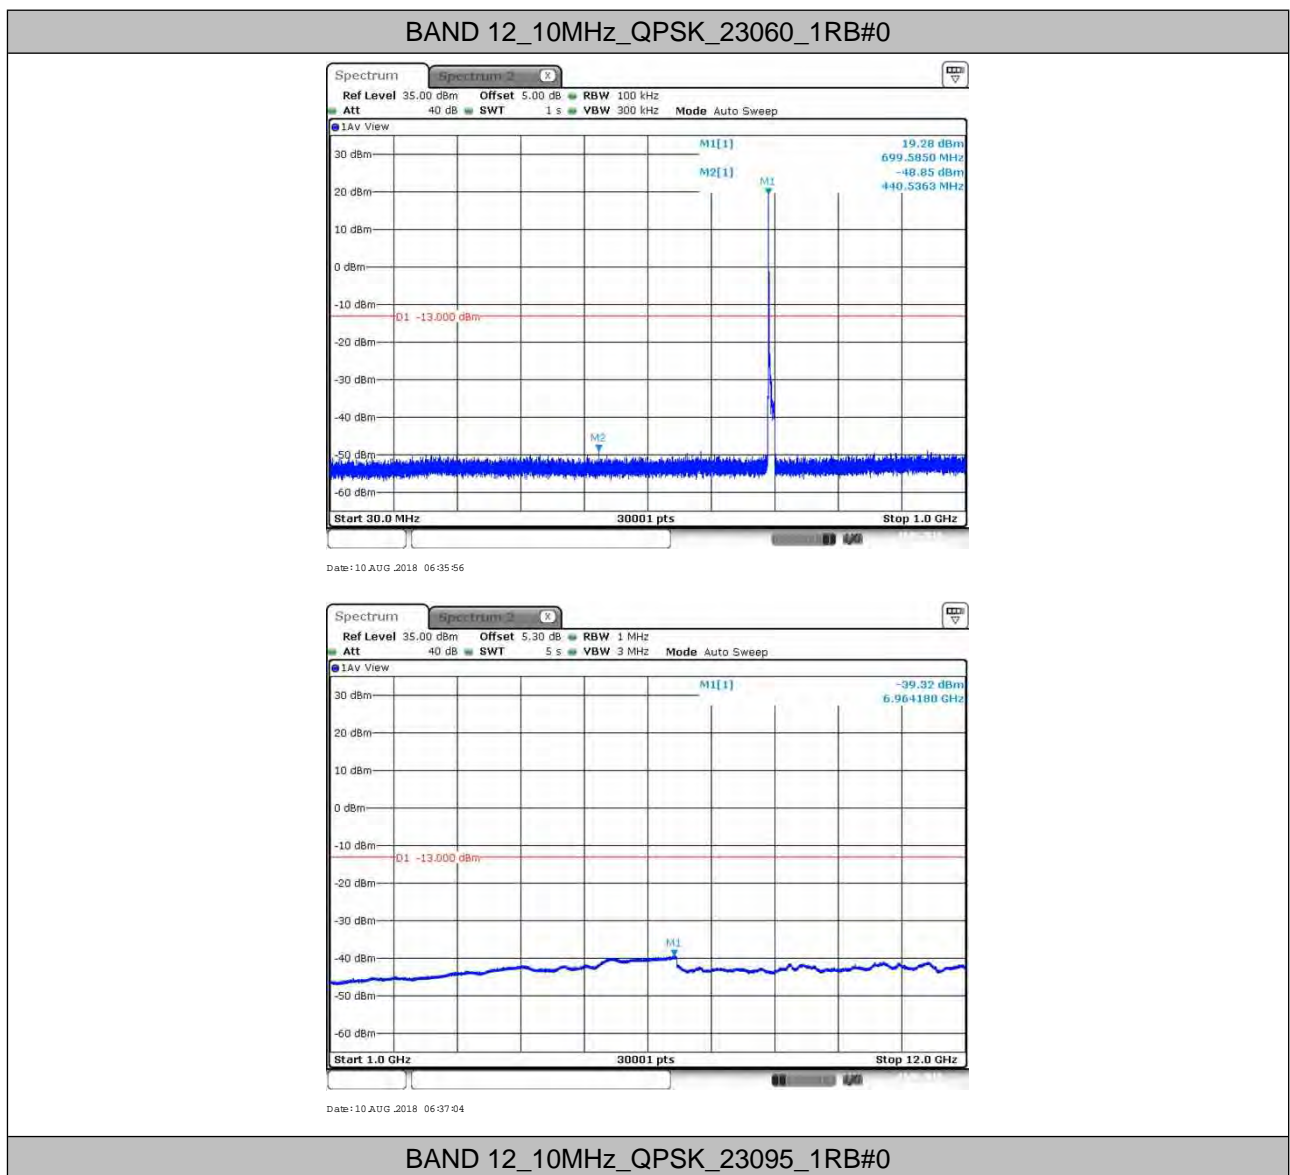 BAND 12_10MHz_QPSK_23060_1RB#0
Spectrum Spectrum 2 X
Ref Level 35.00 dBm Offset 5.00 dB RBW 100 kHz
Att 40 dB SWT 1 s VBW 300 kHz Mode Auto Sweep
1Av View
M1[1] 19.28 dBm
699.5850 MHz
M2[1] -48.85 dBm
440.5363 MHz
M1
30 dBm
20 dBm
10 dBm
0 dBm
-10 dBm
D1 -13.000 dBm
-20 dBm
-30 dBm
-40 dBm
M2
-50 dBm
-60 dBm
Start 30.0 MHz 30001 pts Stop 1.0 GHz
Date: 10.AUG.2018 06:35:56
Spectrum Spectrum 2 X
Ref Level 35.00 dBm Offset 5.30 dB RBW 1 MHz
Att 40 dB SWT 5 s VBW 3 MHz Mode Auto Sweep
1Av View
M1[1] -39.32 dBm
6.964180 GHz
30 dBm
20 dBm
10 dBm
0 dBm
-10 dBm
D1 -13.000 dBm
-20 dBm
-30 dBm
M1
-40 dBm
-50 dBm
-60 dBm
Start 1.0 GHz 30001 pts Stop 12.0 GHz
Date: 10.AUG.2018 06:37:04
BAND 12_10MHz_QPSK_23095_1RB#0